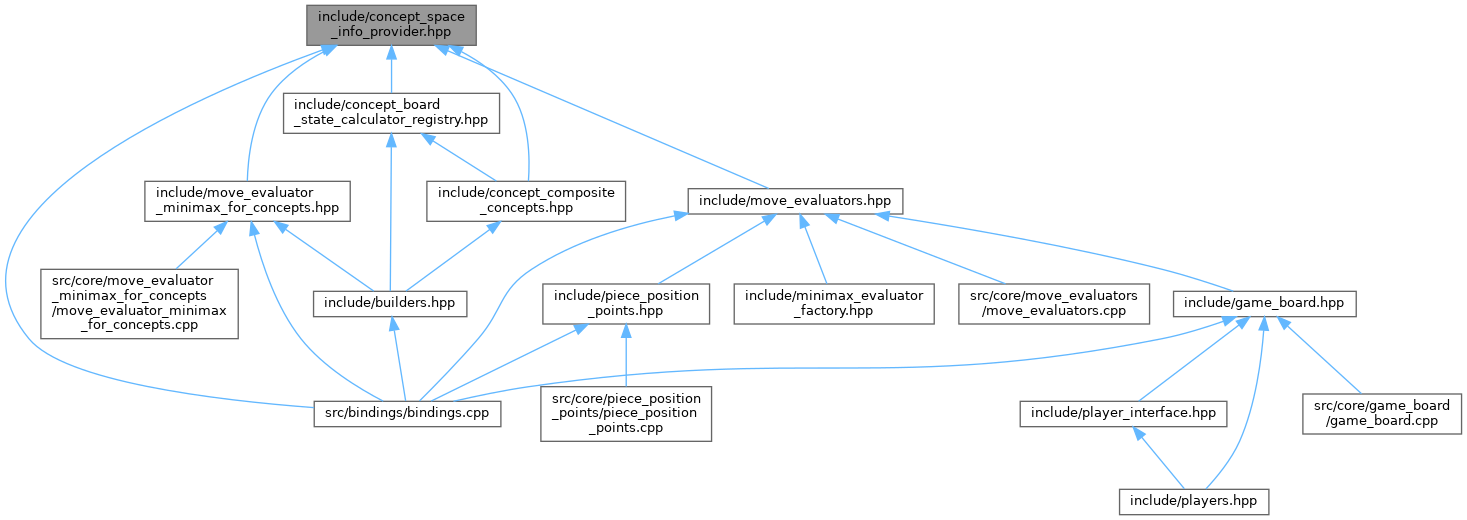 include/concept_space
_info_provider.hpp
include/concept_board
_state_calculator_registry.hpp
include/move_evaluator
_minimax_for_concepts.hpp
include/concept_composite
_concepts.hpp
include/move_evaluators.hpp
src/core/move_evaluator
_minimax_for_concepts
/move_evaluator_minimax
_for_concepts.cpp
include/builders.hpp
include/piece_position
_points.hpp
include/minimax_evaluator
_factory.hpp
src/core/move_evaluators
/move_evaluators.cpp
include/game_board.hpp
src/bindings/bindings.cpp
src/core/piece_position
_points/piece_position
_points.cpp
include/player_interface.hpp
src/core/game_board
/game_board.cpp
include/players.hpp